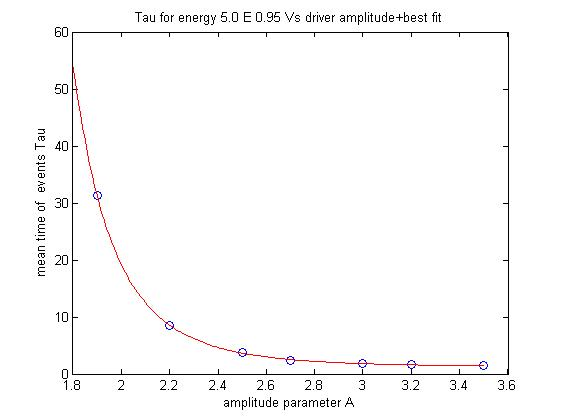 Tau for energy 5.0 E 0.95 Vs driver amplitude+best fit
60
50
40
30
20
10
0
mean time of events Tau
1.8 2 2.2 2.4 2.6 2.8 3 3.2 3.4 3.6
amplitude parameter A